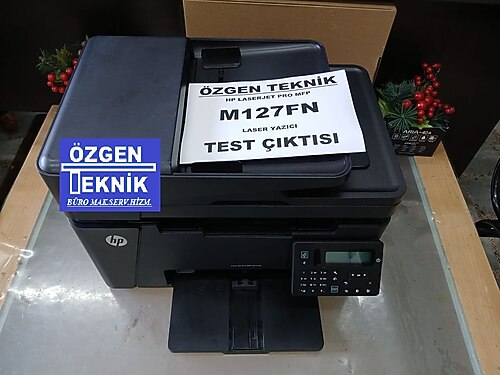 ÖZGEN TEKNİK
HP LASERJET PRO MFP
M127FN
LASER YAZICI
TEST ÇIKTISI
ÖZGEN
TEKNİK
BÜRO MAK.SERV.HİZM.
hp